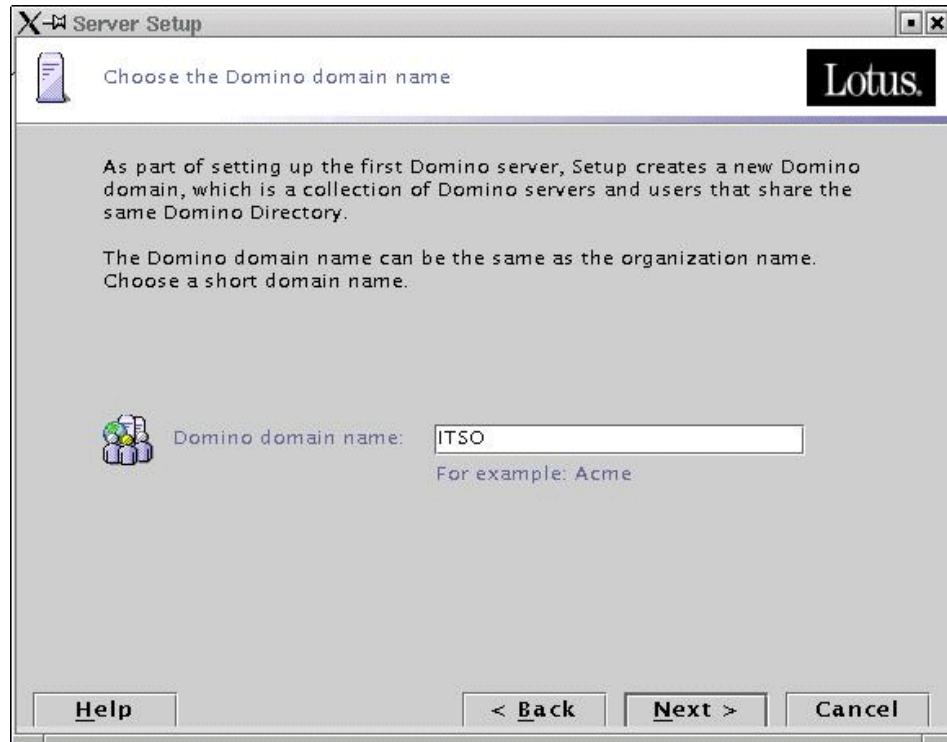 Server Setup
Choose the Domino domain name
Lotus.
As part of setting up the first Domino server, Setup creates a new Domino
domain, which is a collection of Domino servers and users that share the
same Domino Directory.
The Domino domain name can be the same as the organization name.
Choose a short domain name.
Domino domain name: ITSO
For example: Acme
Help < Back Next > Cancel